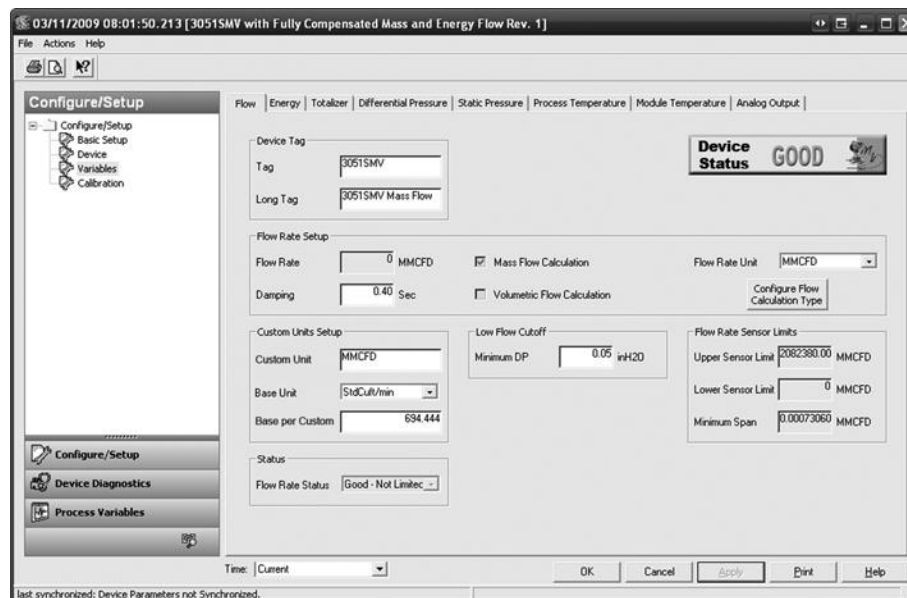 03/11/2009 08:01:50.213 [3051SMV with Fully Compensated Mass and Energy Flow Rev. 1]
File Actions Help
Configure/Setup
Configure/Setup
Basic Setup
Device
Variables
Calibration
Configure/Setup
Device Diagnostics
Process Variables
Flow Energy Totalizer Differential Pressure Static Pressure Process Temperature Module Temperature Analog Output
Device Tag
Tag 3051SMV
Long Tag 3051SMV Mass Flow
Device Status GOOD
Flow Rate Setup
Flow Rate 0 MMCFD Mass Flow Calculation Flow Rate Unit MMCFD
Damping 0.40 Sec Volumetric Flow Calculation Configure Flow Calculation Type
Custom Units Setup
Custom Unit MMCFD
Base Unit StdCuft/min
Base per Custom 694.444
Low Flow Cutoff
Minimum DP 0.05 inH2O
Flow Rate Sensor Limits
Upper Sensor Limit 2082380.00 MMCFD
Lower Sensor Limit 0 MMCFD
Minimum Span 0.00073060 MMCFD
Status
Flow Rate Status Good - Not Limitec
Time: Current
OK Cancel Apply Print Help
last synchronized: Device Parameters not Synchronized.